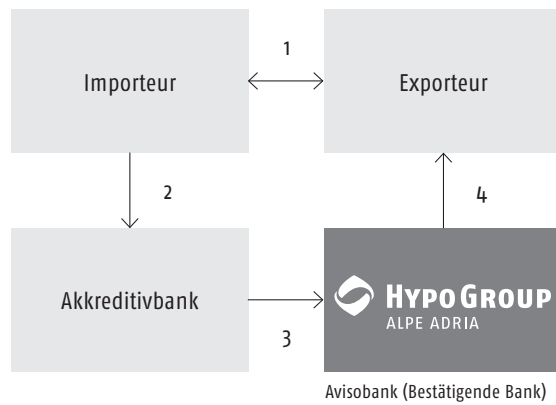 Importeur
1
Exporteur
2
4
Akkreditivbank
3
HYPO GROUP
ALPE ADRIA
Avisobank (Bestätigende Bank)